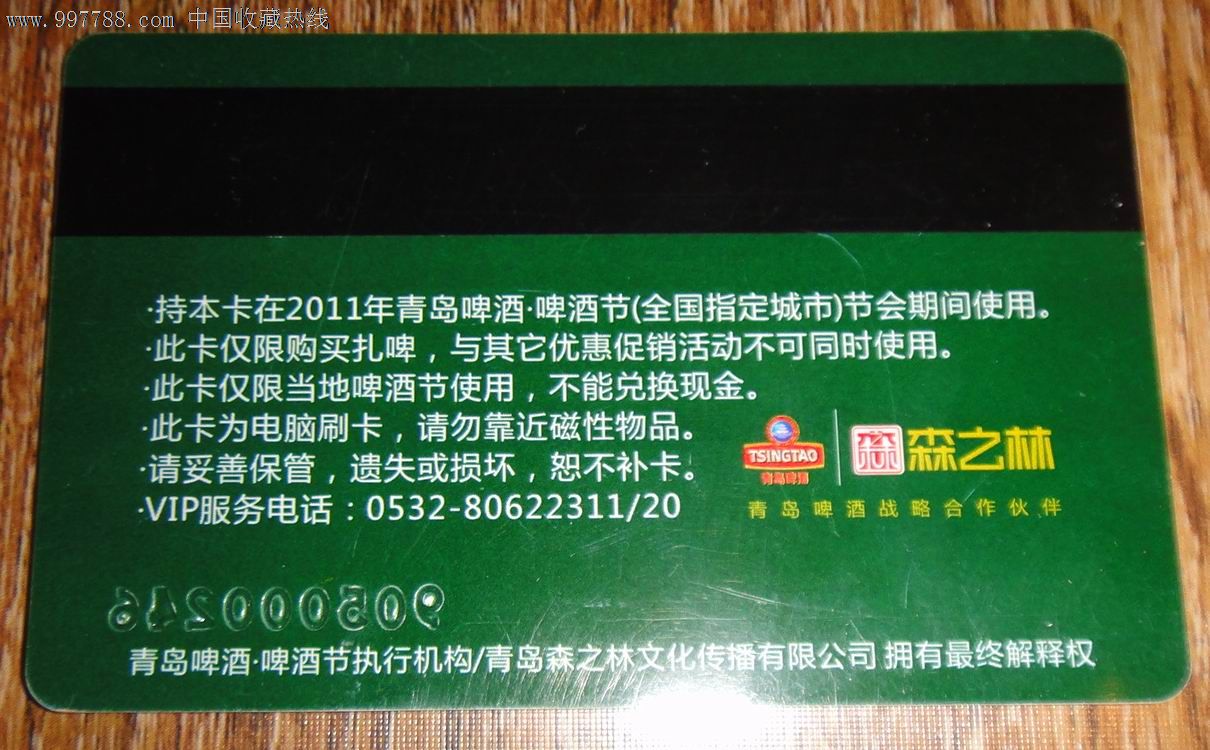 www.997788.com 中国收藏热线
·持本卡在2011年青岛啤酒·啤酒节(全国指定城市)节会期间使用。
·此卡仅限购买扎啤，与其它优惠促销活动不可同时使用。
·此卡仅限当地啤酒节使用，不能兑换现金。
·此卡为电脑刷卡，请勿靠近磁性物品。
·请妥善保管，遗失或损坏，恕不补卡。
·VIP服务电话：0532-80622311/20
TSINGTAO
青岛啤酒
森 森之林
青岛啤酒战略合作伙伴
905000246
青岛啤酒·啤酒节执行机构/青岛森之林文化传播有限公司 拥有最终解释权